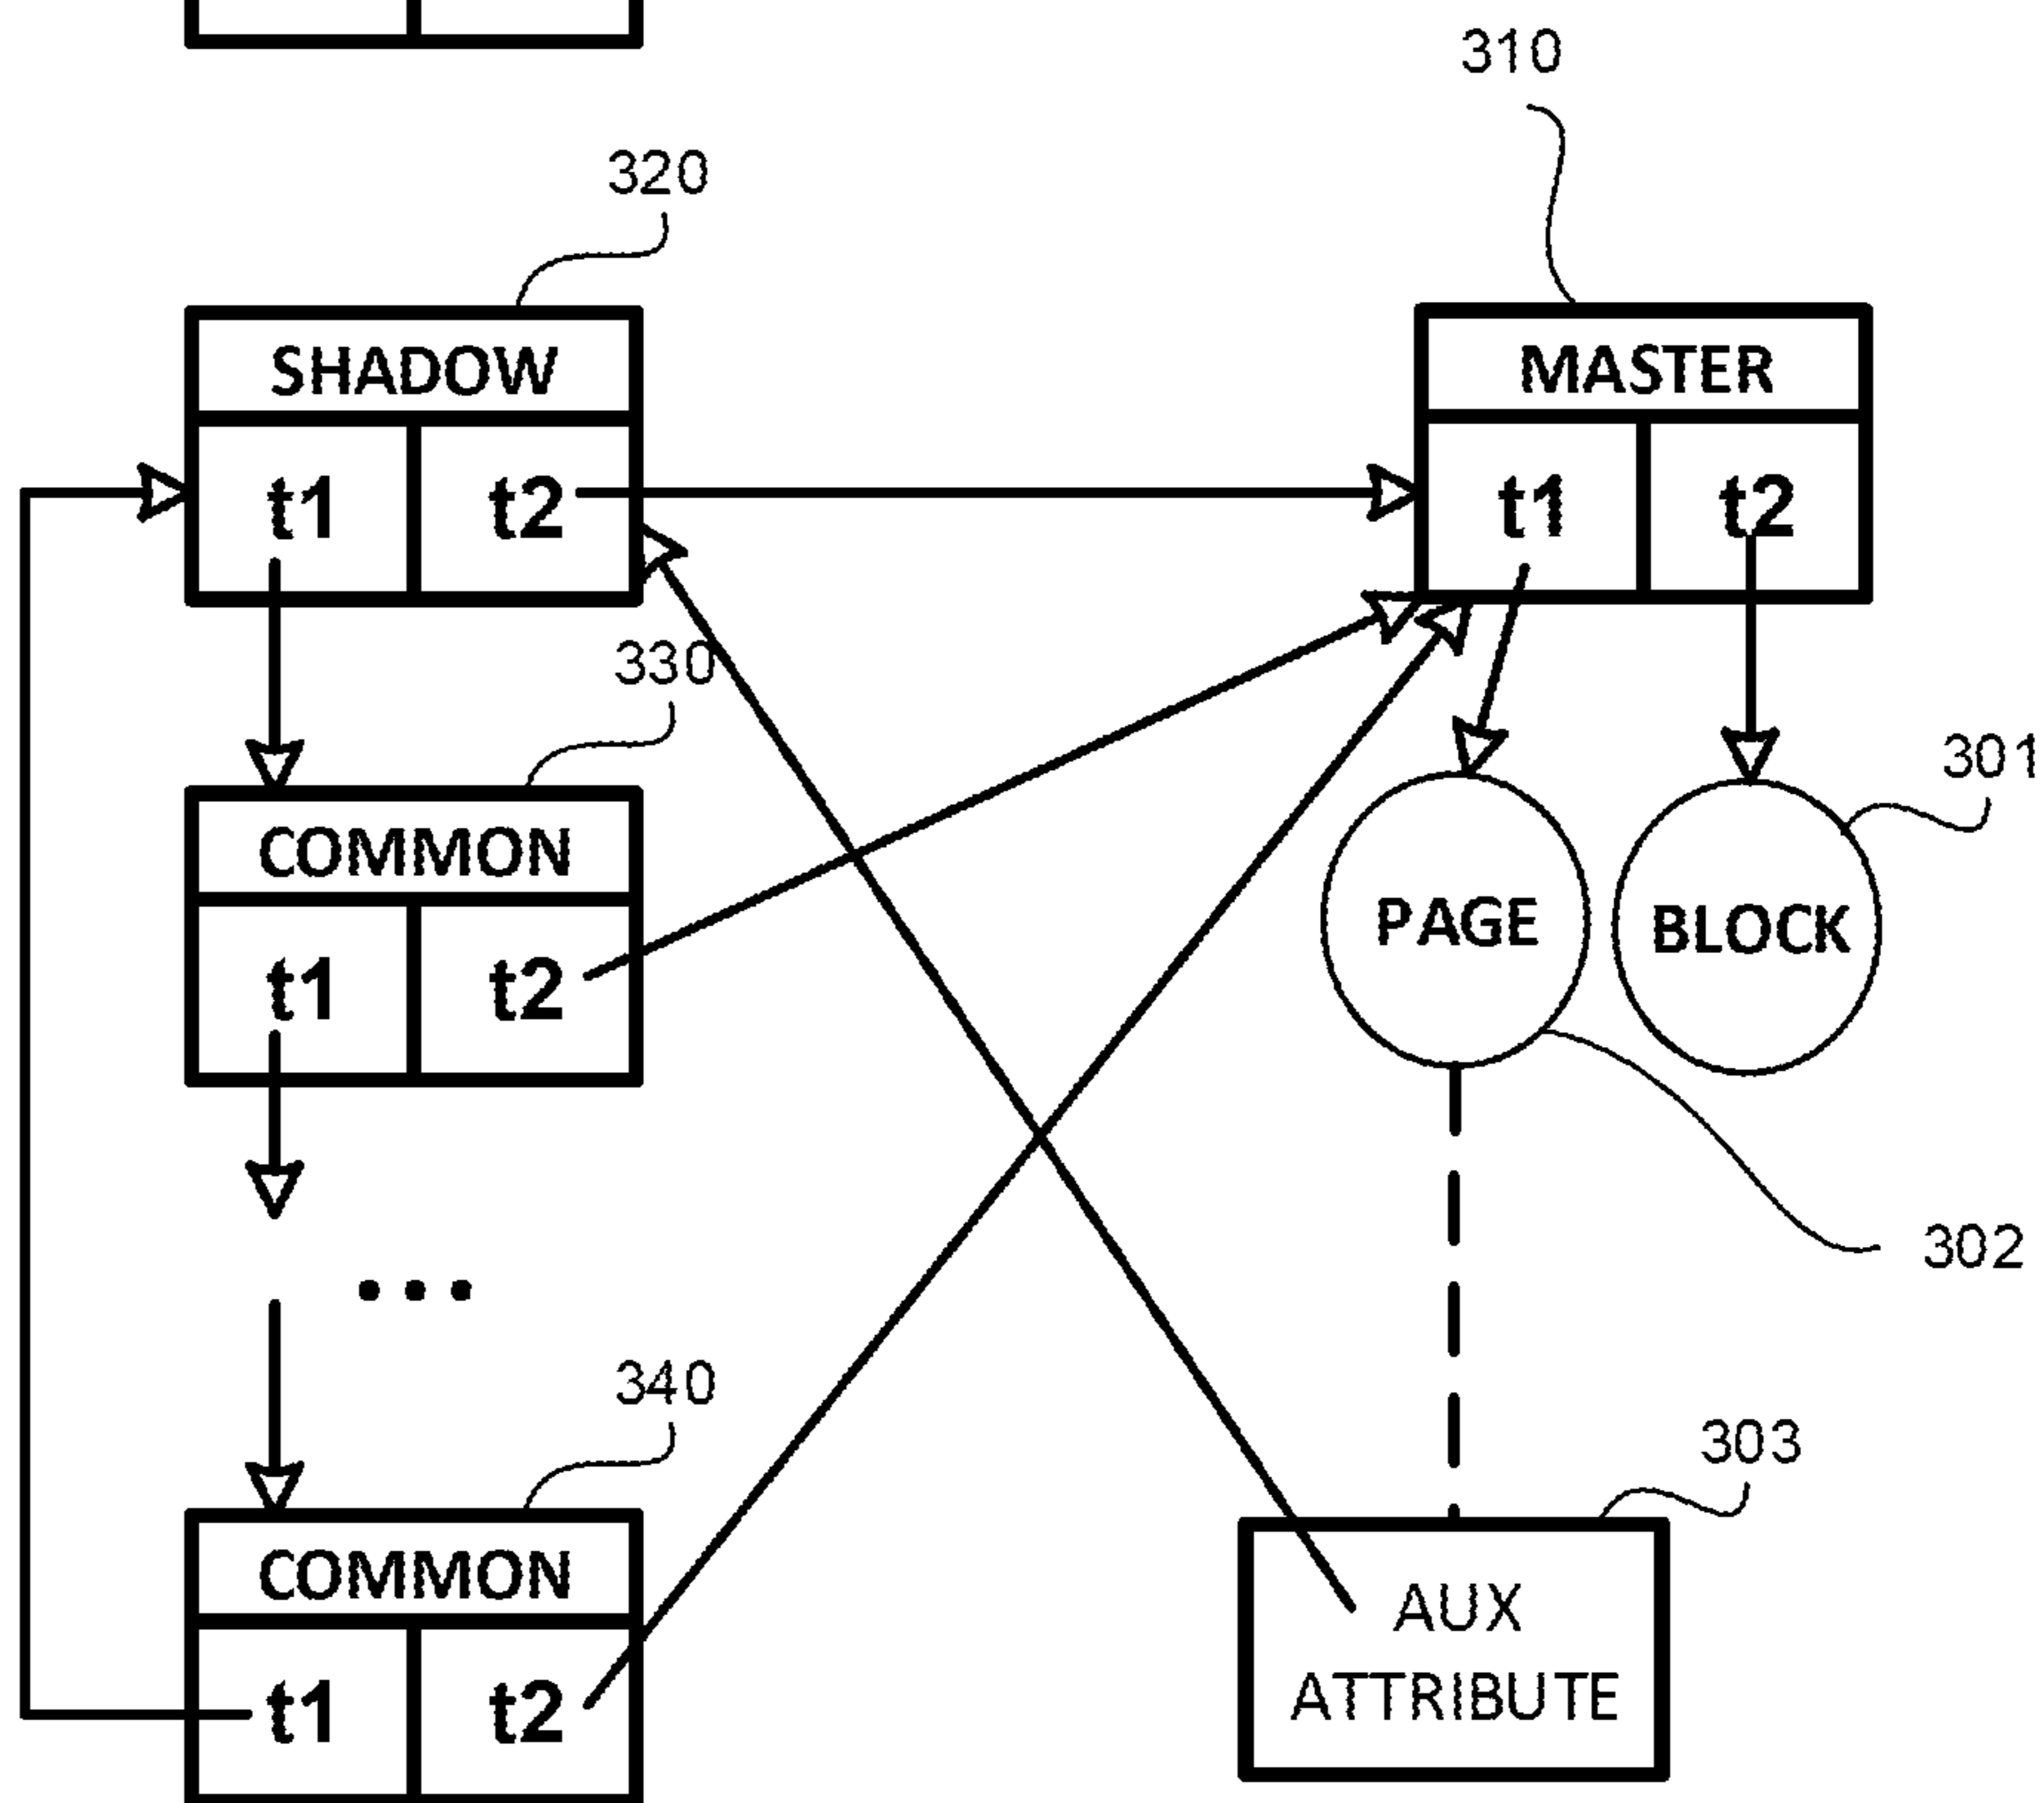 310
320
SHADOW
MASTER
t1 t2
t1 t2
330
301
COMMON
PAGE
BLOCK
t1 t2
302
...
340
303
COMMON
AUX
ATTRIBUTE
t1 t2